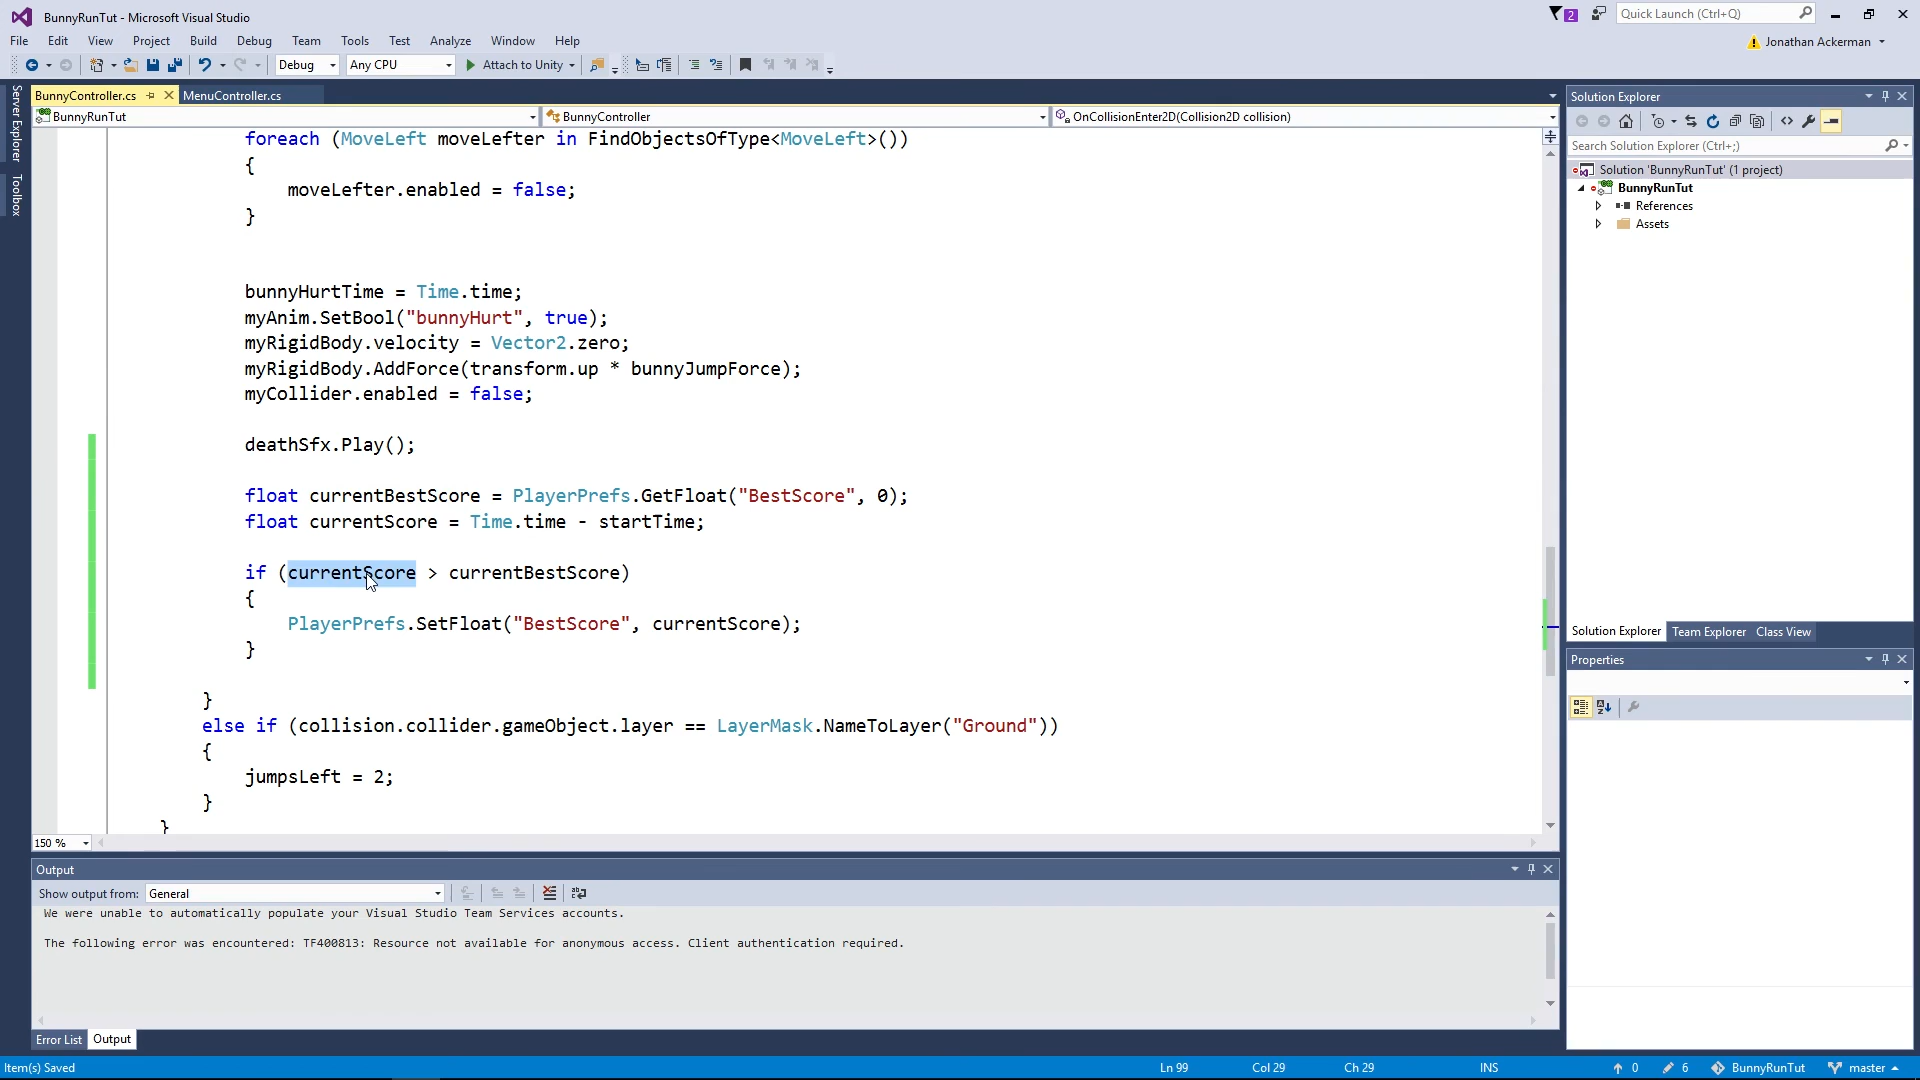 BunnyRunTut - Microsoft Visual Studio
2
Quick Launch (Ctrl+Q)
File Edit View Project Build Debug Team Tools Test Analyze Window Help
Jonathan Ackerman
Debug Any CPU Attach to Unity
Server Explorer
Toolbox
BunnyController.cs MenuController.cs
BunnyRunTut BunnyController OnCollisionEnter2D(Collision2D collision)
foreach (MoveLeft moveLefter in FindObjectsOfType<MoveLeft>())
{
moveLefter.enabled = false;
}
bunnyHurtTime = Time.time;
myAnim.SetBool("bunnyHurt", true);
myRigidBody.velocity = Vector2.zero;
myRigidBody.AddForce(transform.up * bunnyJumpForce);
myCollider.enabled = false;
deathSfx.Play();
float currentBestScore = PlayerPrefs.GetFloat("BestScore", 0);
float currentScore = Time.time - startTime;
if (currentScore > currentBestScore)
{
PlayerPrefs.SetFloat("BestScore", currentScore);
}
}
else if (collision.collider.gameObject.layer == LayerMask.NameToLayer("Ground"))
{
jumpsLeft = 2;
}
}
150 %
Solution Explorer
Search Solution Explorer (Ctrl+;)
Solution 'BunnyRunTut' (1 project)
BunnyRunTut
References
Assets
Solution Explorer Team Explorer Class View
Properties
Output
Show output from: General
We were unable to automatically populate your Visual Studio Team Services accounts.
The following error was encountered: TF400813: Resource not available for anonymous access. Client authentication required.
Error List Output
Item(s) Saved Ln 99 Col 29 Ch 29 INS 0 6 BunnyRunTut master